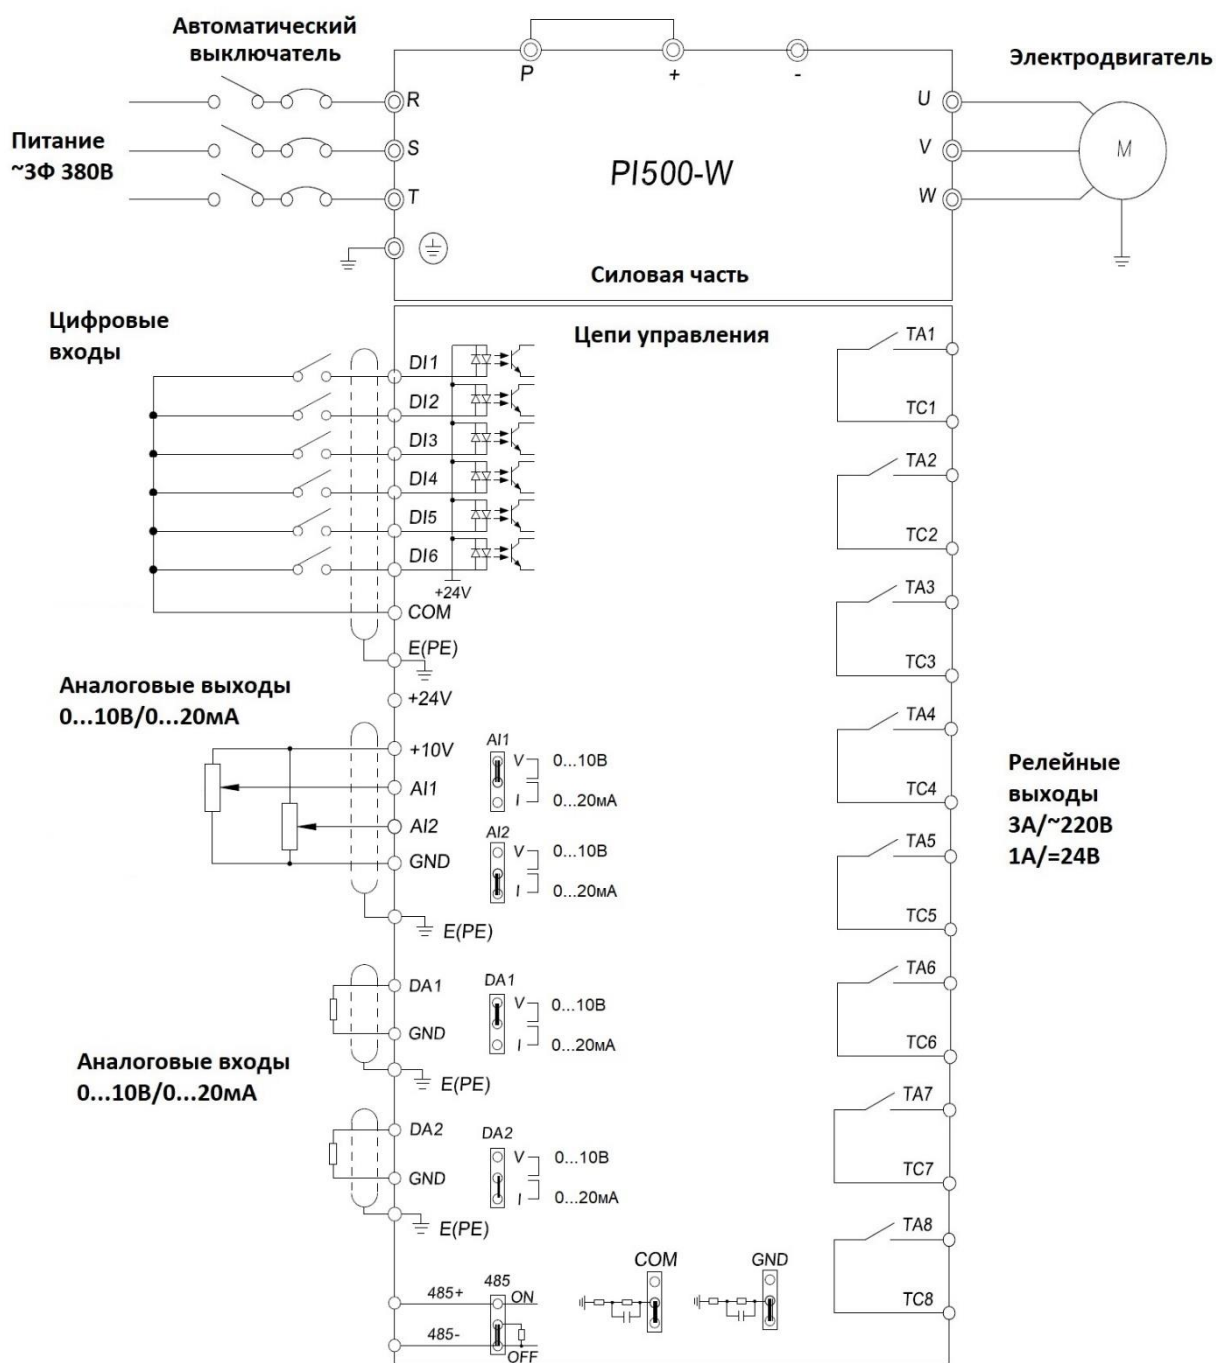 Автоматический
выключатель
P
+
-
Электродвигатель
R
U
Питание
~3Ф 380В
S
PI500-W
V
M
T
W
Силовая часть
Цифровые
входы
Цепи управления
DI1
DI2
DI3
DI4
DI5
DI6
+24V
COM
E(PE)
+24V
Аналоговые выходы
0...10В/0...20мА
+10V
AI1
AI2
GND
E(PE)
AI1
V
0...10В
I
0...20мА
AI2
V
0...10В
I
0...20мА
DA1
GND
E(PE)
DA1
V
0...10В
I
0...20мА
Аналоговые входы
0...10В/0...20мА
DA2
GND
E(PE)
DA2
V
0...10В
I
0...20мА
485+
485
ON
485-
OFF
COM
GND
TA1
TC1
TA2
TC2
TA3
TC3
TA4
TC4
TA5
TC5
TA6
TC6
TA7
TC7
TA8
TC8
Релейные
выходы
3А/~220В
1А/=24В